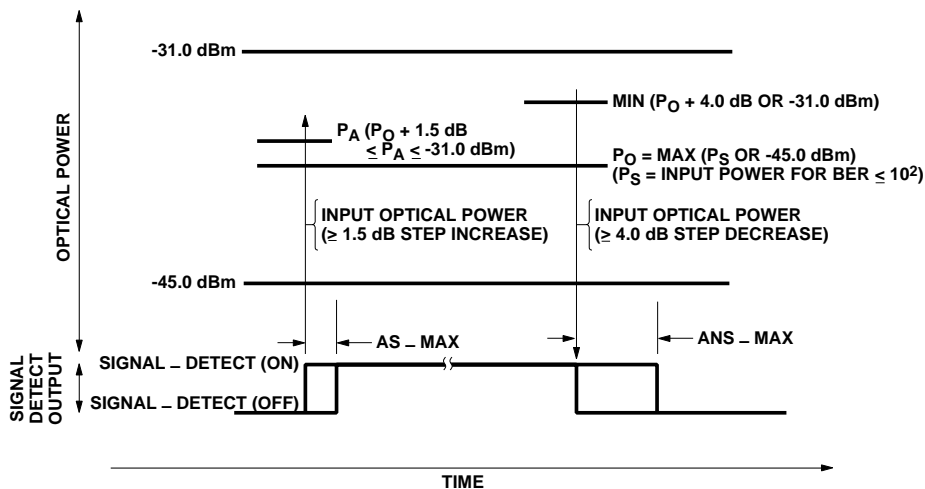 OPTICAL POWER
-31.0 dBm
MIN (PO + 4.0 dB OR -31.0 dBm)
PA (PO + 1.5 dB
≤ PA ≤ -31.0 dBm)
PO = MAX (PS OR -45.0 dBm)
(PS = INPUT POWER FOR BER ≤ 10²)
INPUT OPTICAL POWER
(≥ 1.5 dB STEP INCREASE)
INPUT OPTICAL POWER
(≥ 4.0 dB STEP DECREASE)
-45.0 dBm
AS – MAX
ANS – MAX
SIGNAL
DETECT
OUTPUT
SIGNAL – DETECT (ON)
SIGNAL – DETECT (OFF)
TIME